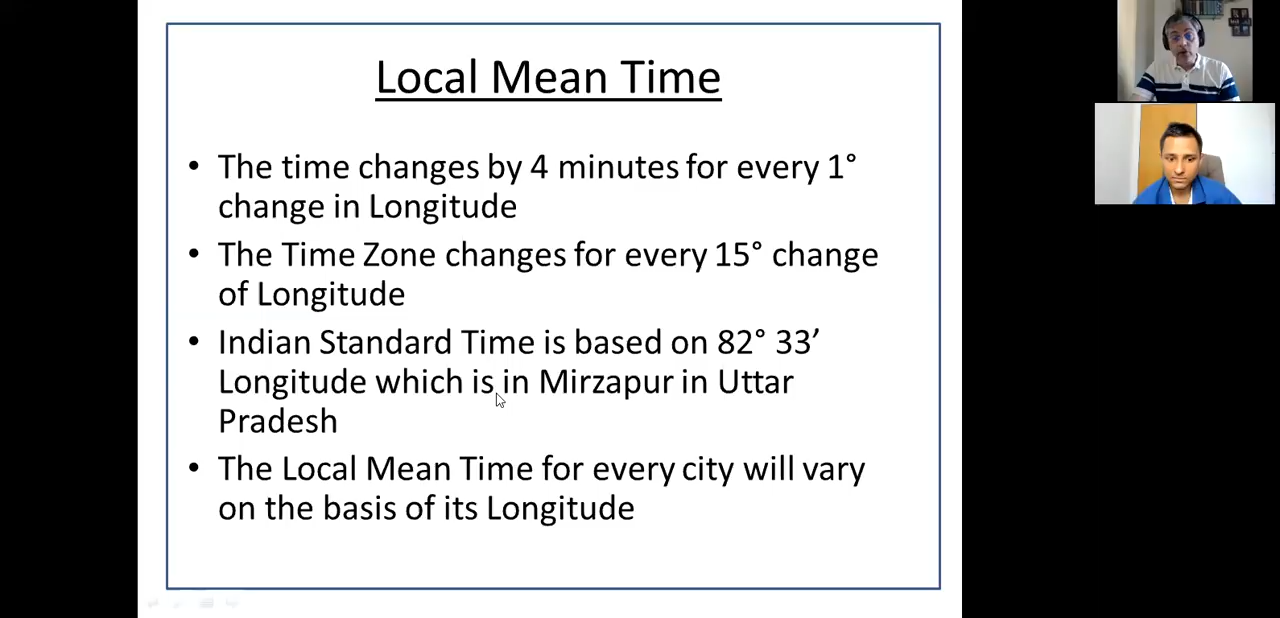 Local Mean Time
• The time changes by 4 minutes for every 1°
change in Longitude
• The Time Zone changes for every 15° change
of Longitude
• Indian Standard Time is based on 82° 33’
Longitude which is in Mirzapur in Uttar
Pradesh
• The Local Mean Time for every city will vary
on the basis of its Longitude